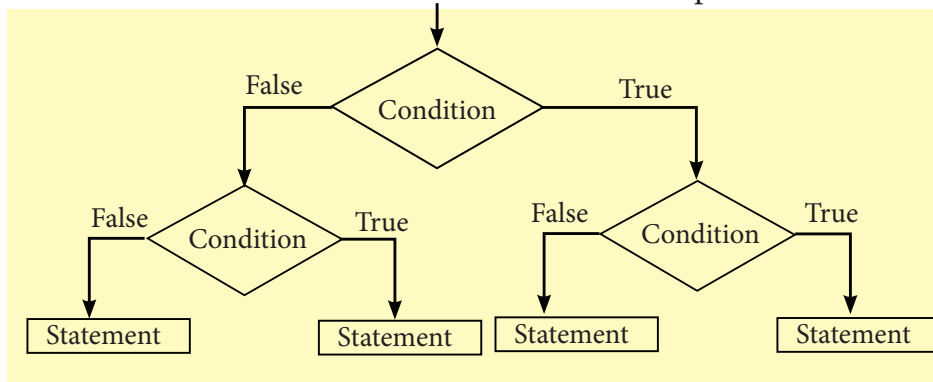 False
True
Condition
False
True
Condition
False
True
Condition
Statement
Statement
Statement
Statement